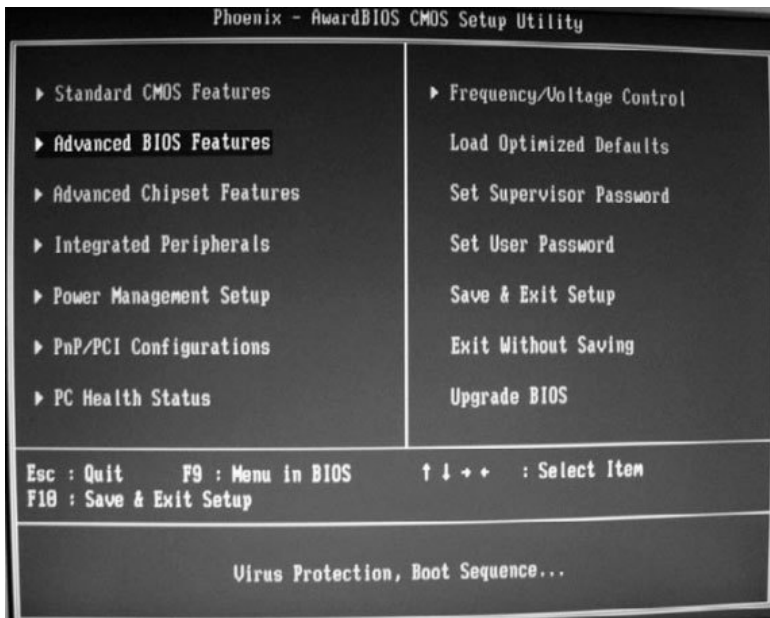 Phoenix - AwardBIOS CMOS Setup Utility
▶ Standard CMOS Features
▶ Advanced BIOS Features
▶ Advanced Chipset Features
▶ Integrated Peripherals
▶ Power Management Setup
▶ PnP/PCI Configurations
▶ PC Health Status
▶ Frequency/Voltage Control
Load Optimized Defaults
Set Supervisor Password
Set User Password
Save & Exit Setup
Exit Without Saving
Upgrade BIOS
Esc : Quit F9 : Menu in BIOS ↑ ↓ → ← : Select Item
F10 : Save & Exit Setup
Virus Protection, Boot Sequence...